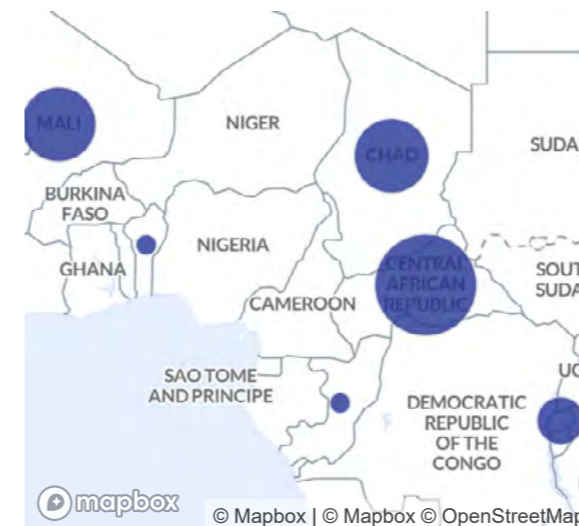 MALI
NIGER
CHAD
SUDA
BURKINA
FASO
GHANA
NIGERIA
CENTRAL
AFRICAN
REPUBLIC
SOUT
SUDA
CAMEROON
SAO TOME
AND PRINCIPE
UG
DEMOCRATIC
REPUBLIC
OF THE
CONGO
mapbox
© Mapbox | © Mapbox © OpenStreetMap